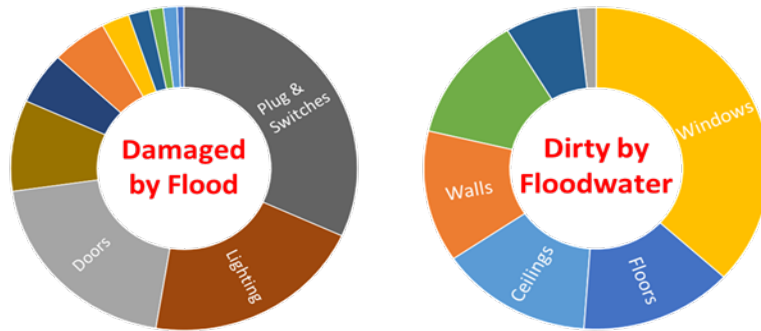 Plug &
Switches
Damaged
by Flood
Doors
Lighting
Windows
Dirty by
Floodwater
Walls
Ceilings
Floors